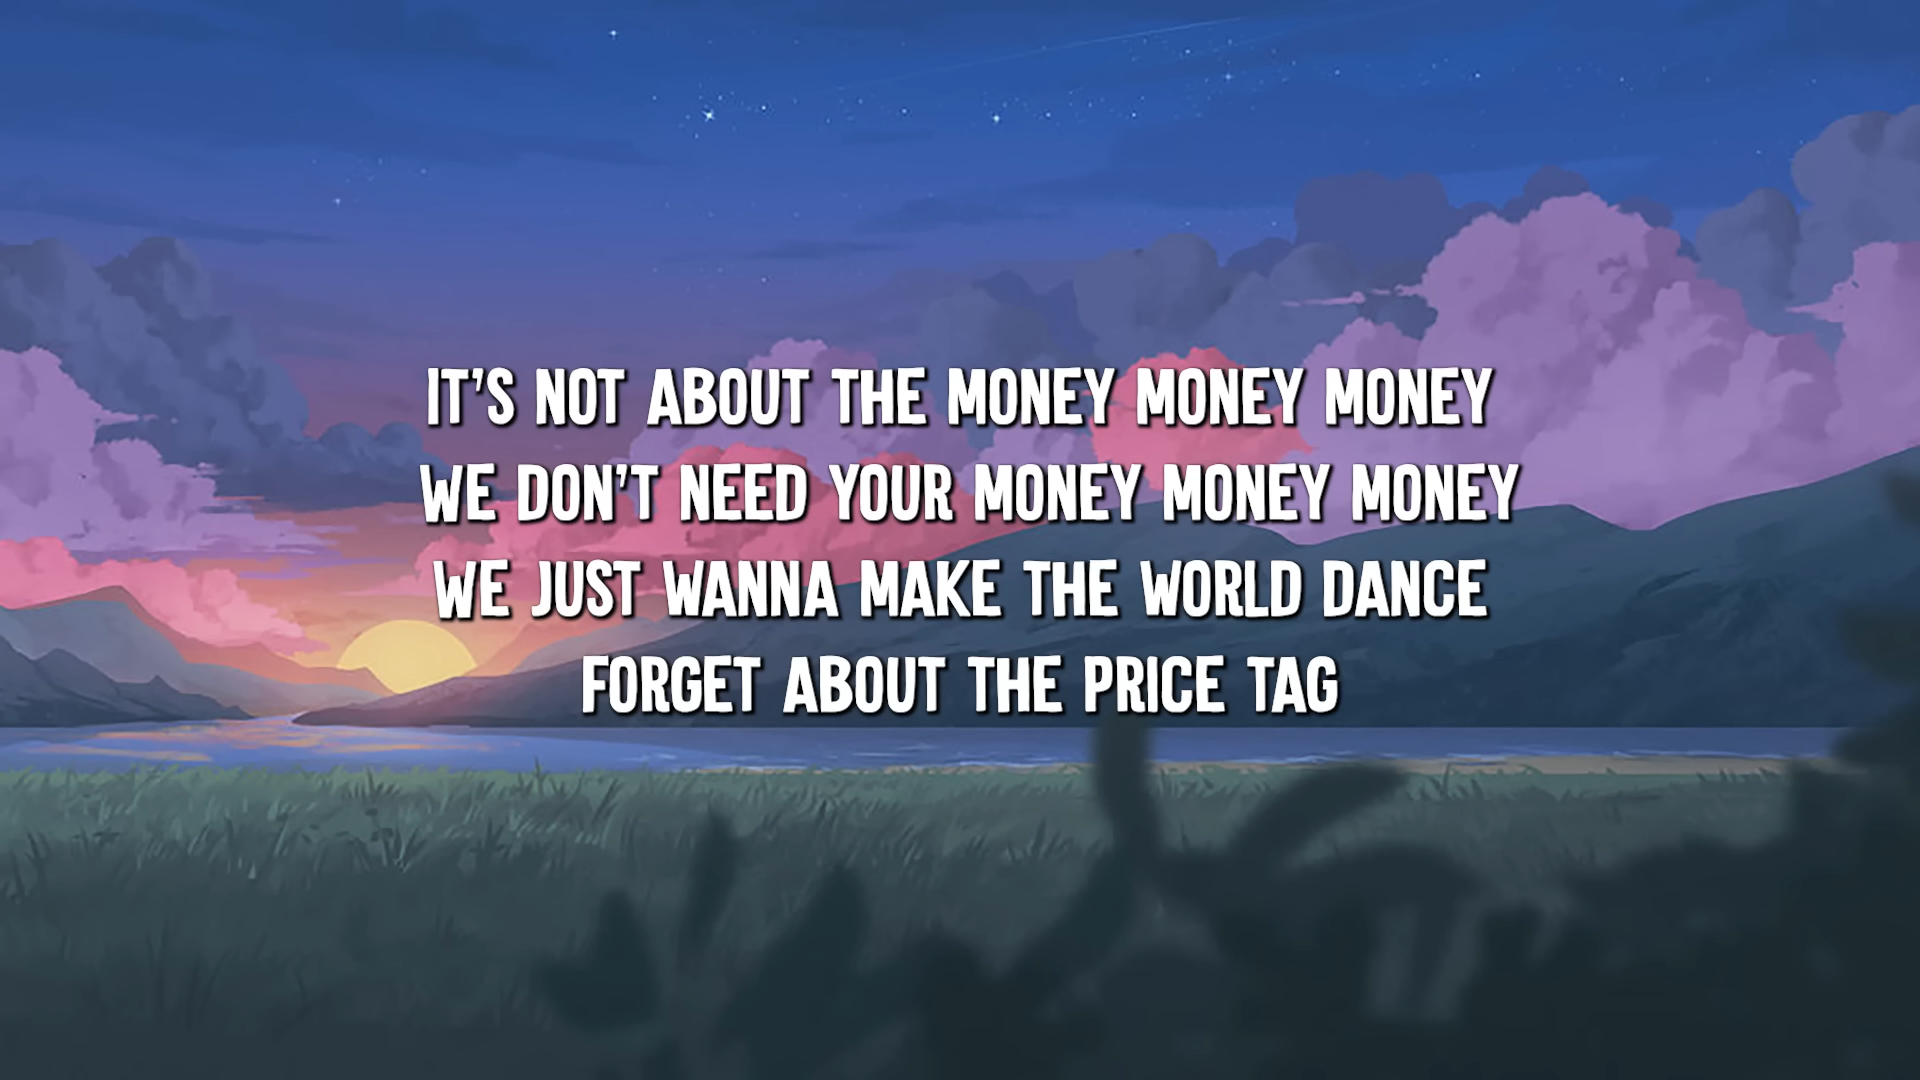 IT'S NOT ABOUT THE MONEY MONEY MONEY
WE DON'T NEED YOUR MONEY MONEY MONEY
WE JUST WANNA MAKE THE WORLD DANCE
FORGET ABOUT THE PRICE TAG